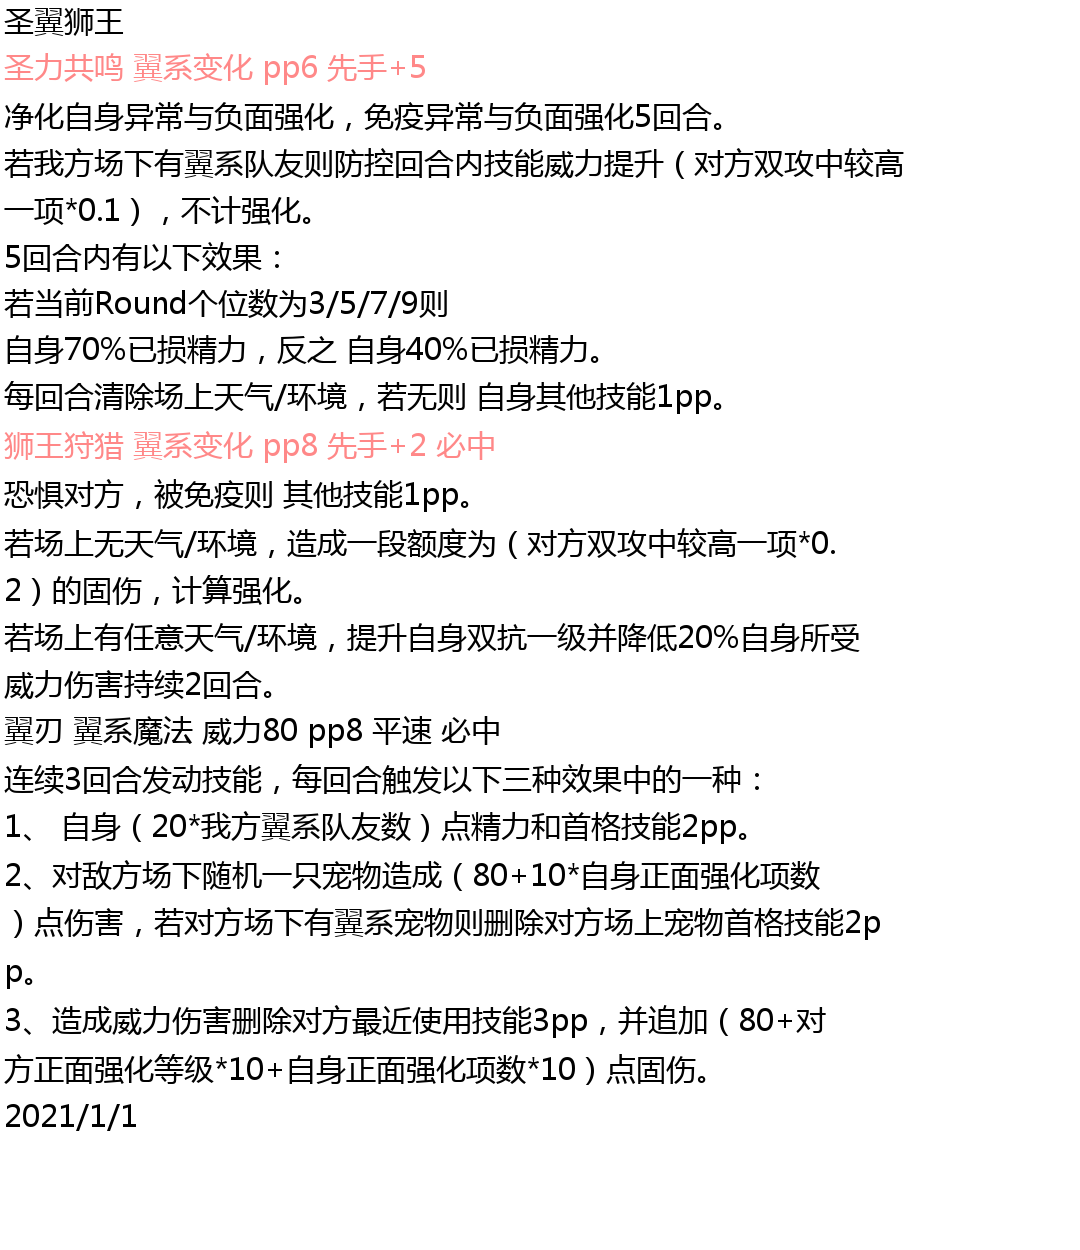 圣翼狮王
圣力共鸣 翼系变化 pp6 先手+5
净化自身异常与负面强化，免疫异常与负面强化5回合。
若我方场下有翼系队友则防控回合内技能威力提升（对方双攻中较高
一项*0.1），不计强化。
5回合内有以下效果：
若当前Round个位数为3/5/7/9则
自身70%已损精力，反之 自身40%已损精力。
每回合清除场上天气/环境，若无则 自身其他技能1pp。
狮王狩猎 翼系变化 pp8 先手+2 必中
恐惧对方，被免疫则 其他技能1pp。
若场上无天气/环境，造成一段额度为（对方双攻中较高一项*0.
2）的固伤，计算强化。
若场上有任意天气/环境，提升自身双抗一级并降低20%自身所受
威力伤害持续2回合。
翼刃 翼系魔法 威力80 pp8 平速 必中
连续3回合发动技能，每回合触发以下三种效果中的一种：
1、 自身（20*我方翼系队友数）点精力和首格技能2pp。
2、对敌方场下随机一只宠物造成（80+10*自身正面强化项数
）点伤害，若对方场下有翼系宠物则删除对方场上宠物首格技能2p
p。
3、造成威力伤害删除对方最近使用技能3pp，并追加（80+对
方正面强化等级*10+自身正面强化项数*10）点固伤。
2021/1/1